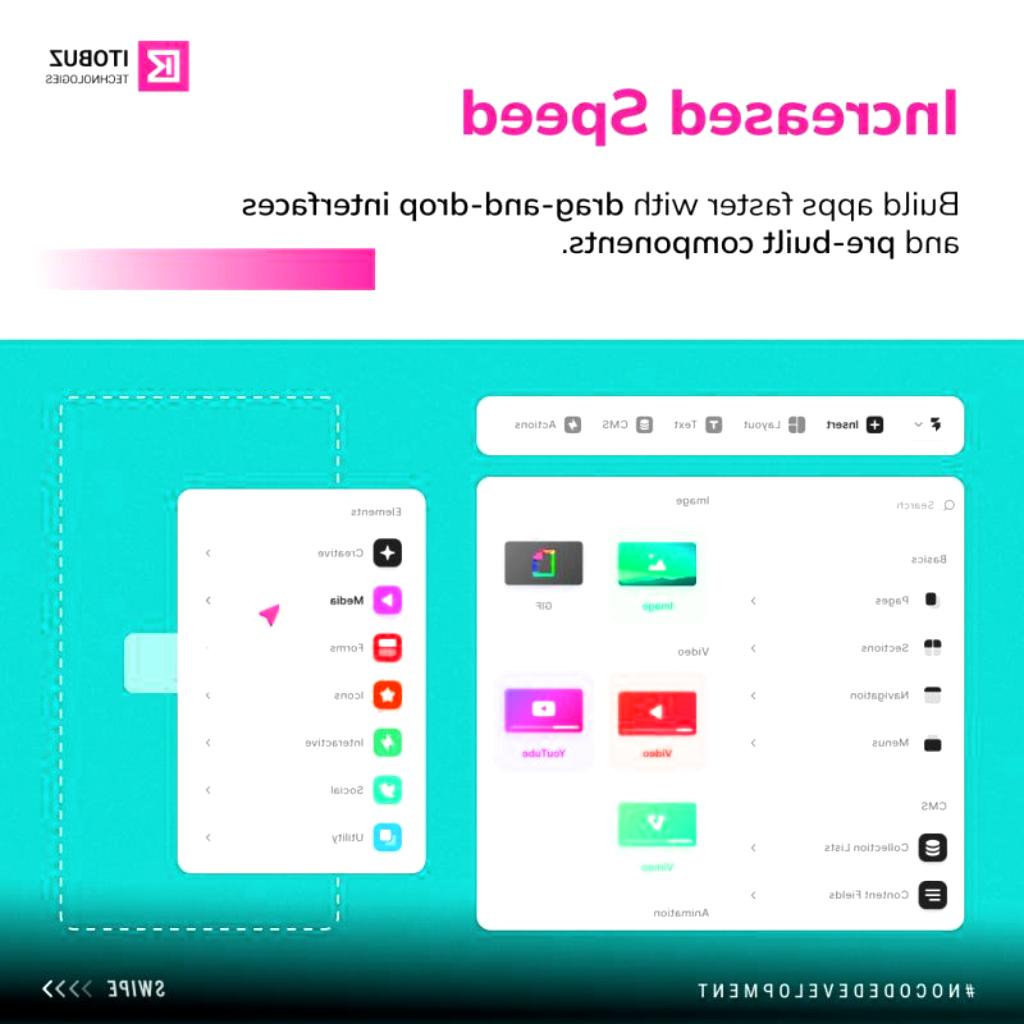 ITOBUZ
TECHNOLOGIES
Increased Speed
Build apps faster with drag-and-drop interfaces
and pre-built components.
Insert
Layout
Text
CMS
Actions
Search
Basics
Pages
Sections
Navigation
Menus
CMS
Collection Lists
Content Fields
Image
Image
GIF
Video
Video
YouTube
Vimeo
Animation
Elements
Creative
Media
Forms
Icons
Interactive
Social
Utility
#NOCODEDEVELOPMENT
SWIPE